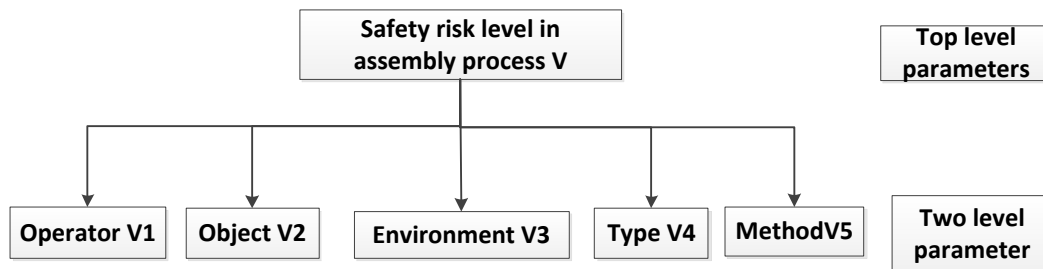 Safety risk level in
assembly process V
Top level
parameters
Operator V1
Object V2
Environment V3
Type V4
MethodV5
Two level
parameter